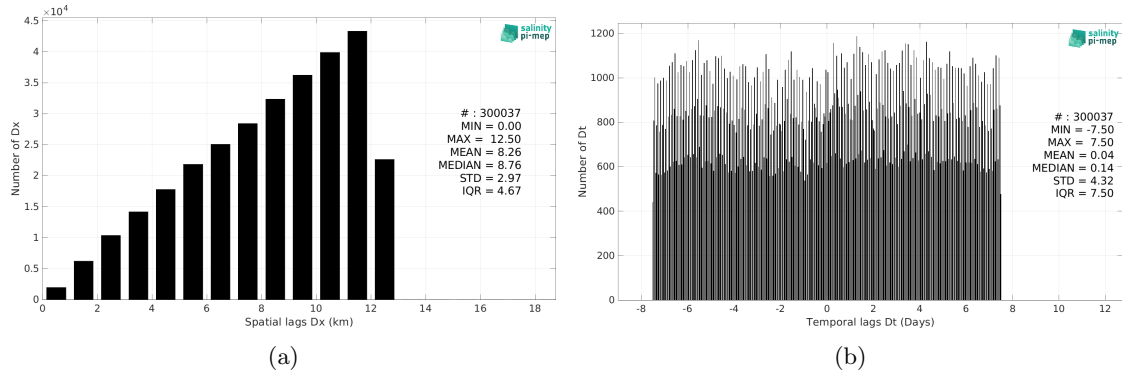 4.5 ×10⁴
4
3.5
3
2.5
2
1.5
1
0.5
0
Number of Dx
0 2 4 6 8 10 12 14 16 18
Spatial lags Dx (km)
salinity
pi-mep
# : 300037
MIN = 0.00
MAX = 12.50
MEAN = 8.26
MEDIAN = 8.76
STD = 2.97
IQR = 4.67
(a)
1200
1000
800
600
400
200
0
Number of Dt
-8 -6 -4 -2 0 2 4 6 8 10 12
Temporal lags Dt (Days)
salinity
pi-mep
# : 300037
MIN = -7.50
MAX = 7.50
MEAN = 0.04
MEDIAN = 0.14
STD = 4.32
IQR = 7.50
(b)